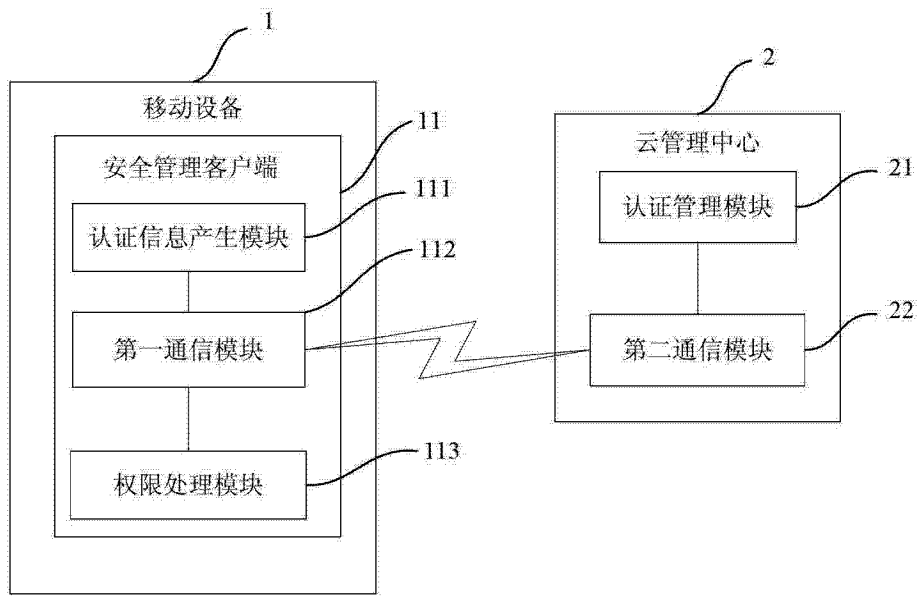 1
移动设备
11
安全管理客户端
111
认证信息产生模块
112
第一通信模块
113
权限处理模块
2
云管理中心
21
认证管理模块
22
第二通信模块